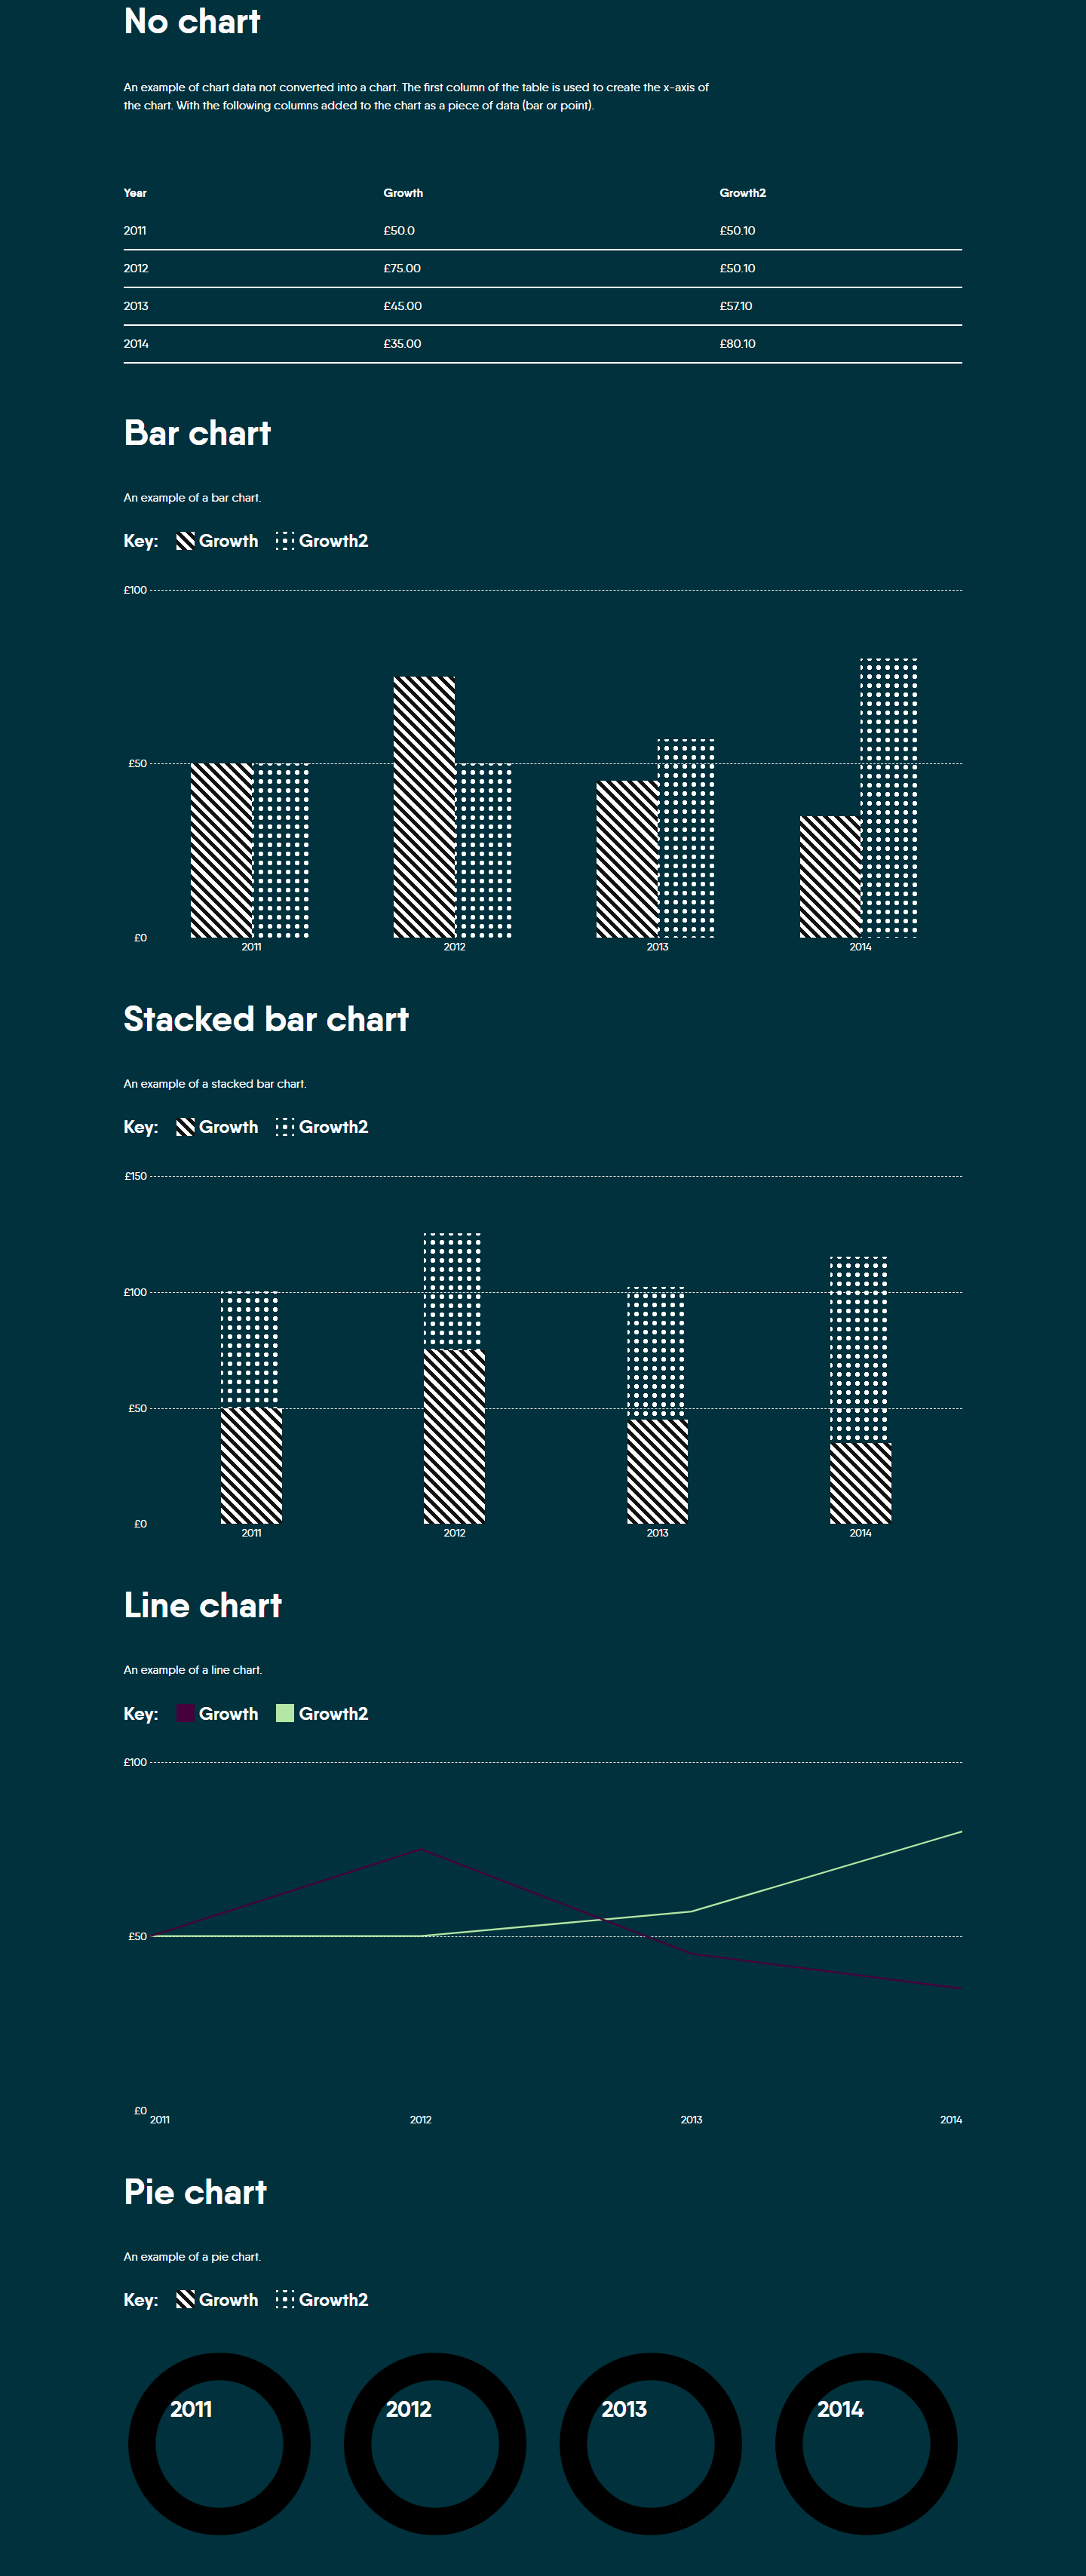 No chart
An example of chart data not converted into a chart. The first column of the table is used to create the x-axis of
the chart. With the following columns added to the chart as a piece of data (bar or point).
Year Growth Growth2
2011 £50.0 £50.10
2012 £75.00 £50.10
2013 £45.00 £57.10
2014 £35.00 £80.10
Bar chart
An example of a bar chart.
Key: Growth Growth2
£100
£50
£0
2011 2012 2013 2014
Stacked bar chart
An example of a stacked bar chart.
Key: Growth Growth2
£150
£100
£50
£0
2011 2012 2013 2014
Line chart
An example of a line chart.
Key: Growth Growth2
£100
£50
£0
2011 2012 2013 2014
Pie chart
An example of a pie chart.
Key: Growth Growth2
2011 2012 2013 2014